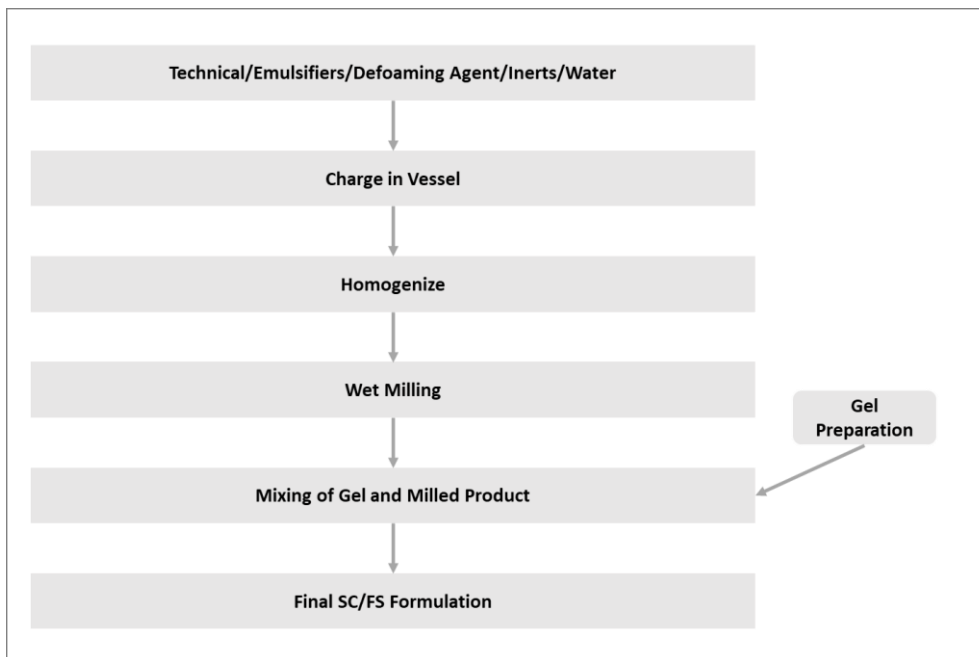 Technical/Emulsifiers/Defoaming Agent/Inerts/Water
Charge in Vessel
Homogenize
Wet Milling
Gel
Preparation
Mixing of Gel and Milled Product
Final SC/FS Formulation